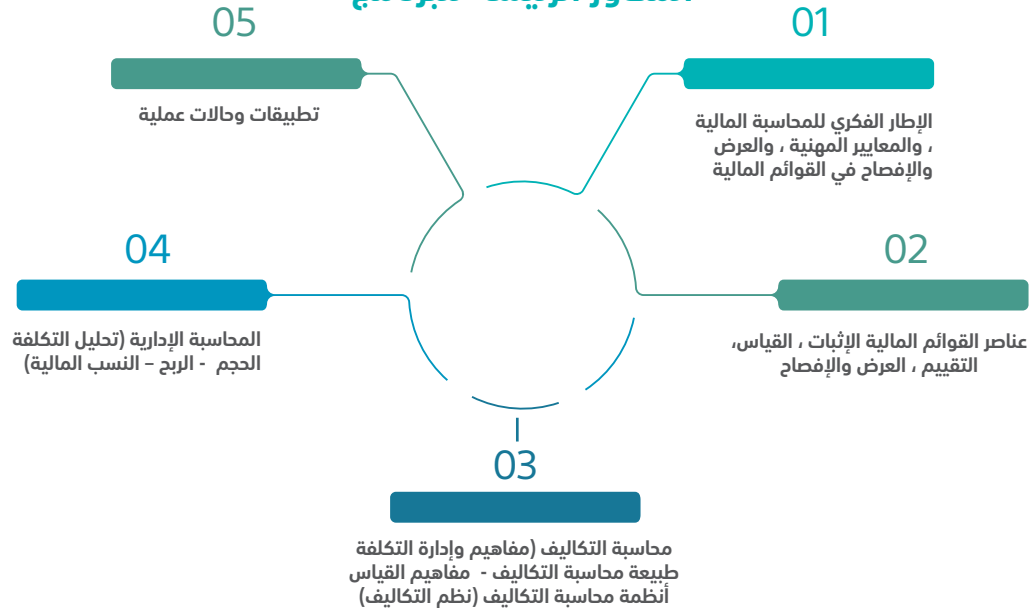 01
الإطار الفكري للمحاسبة المالية
، والمعايير المهنية ، والعرض
والإفصاح في القوائم المالية
02
عناصر القوائم المالية الإثبات ، القياس،
التقييم ، العرض والإفصاح
03
محاسبة التكاليف (مفاهيم وإدارة التكلفة
طبيعة محاسبة التكاليف - مفاهيم القياس
أنظمة محاسبة التكاليف (نظم التكاليف)
04
المحاسبة الإدارية (تحليل التكلفة
الحجم - الربح – النسب المالية)
05
تطبيقات وحالات عملية